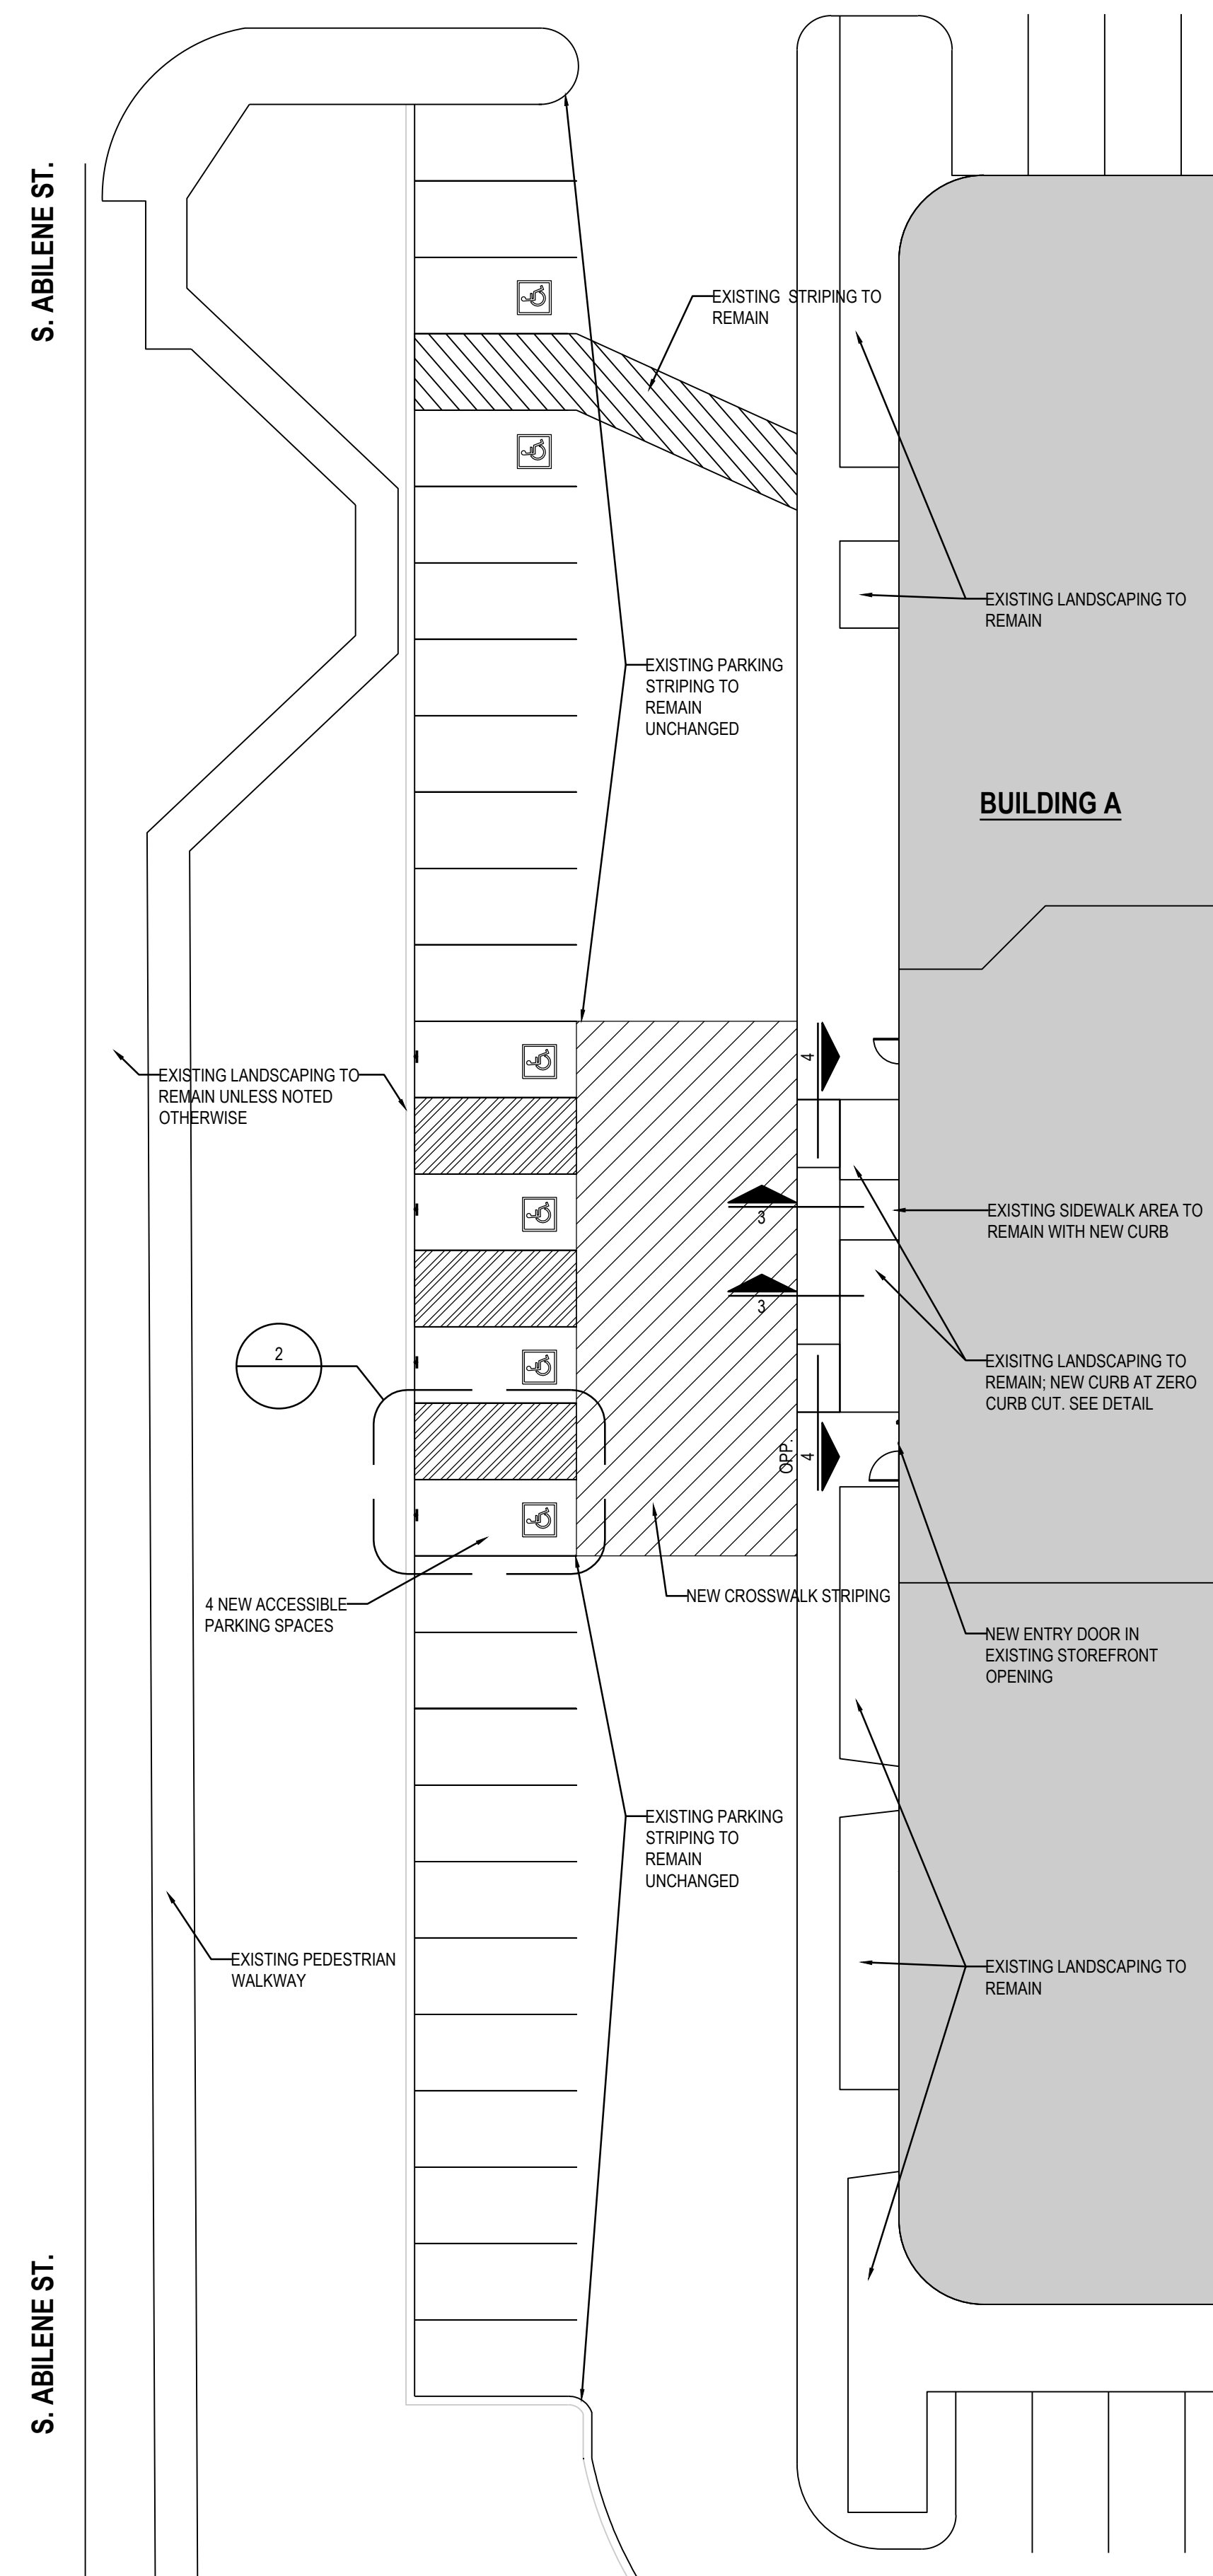 S. ABILENE ST.
EXISTING  STRIPING TO
REMAIN
EXISTING LANDSCAPING TO
REMAIN
EXISTING PARKING
STRIPING TO
REMAIN
UNCHANGED
BUILDING A
4
EXISTING LANDSCAPING TO
REMAIN UNLESS NOTED
OTHERWISE
3
EXISTING SIDEWALK AREA TO
REMAIN WITH NEW CURB
3
2
EXISITNG LANDSCAPING TO
REMAIN; NEW CURB AT ZERO
CURB CUT. SEE DETAIL
OPP.
4
4 NEW ACCESSIBLE
PARKING SPACES
NEW CROSSWALK STRIPING
NEW ENTRY DOOR IN
EXISTING STOREFRONT
OPENING
EXISTING PARKING
STRIPING TO
REMAIN
UNCHANGED
EXISTING PEDESTRIAN
WALKWAY
EXISTING LANDSCAPING TO
REMAIN
S. ABILENE ST.